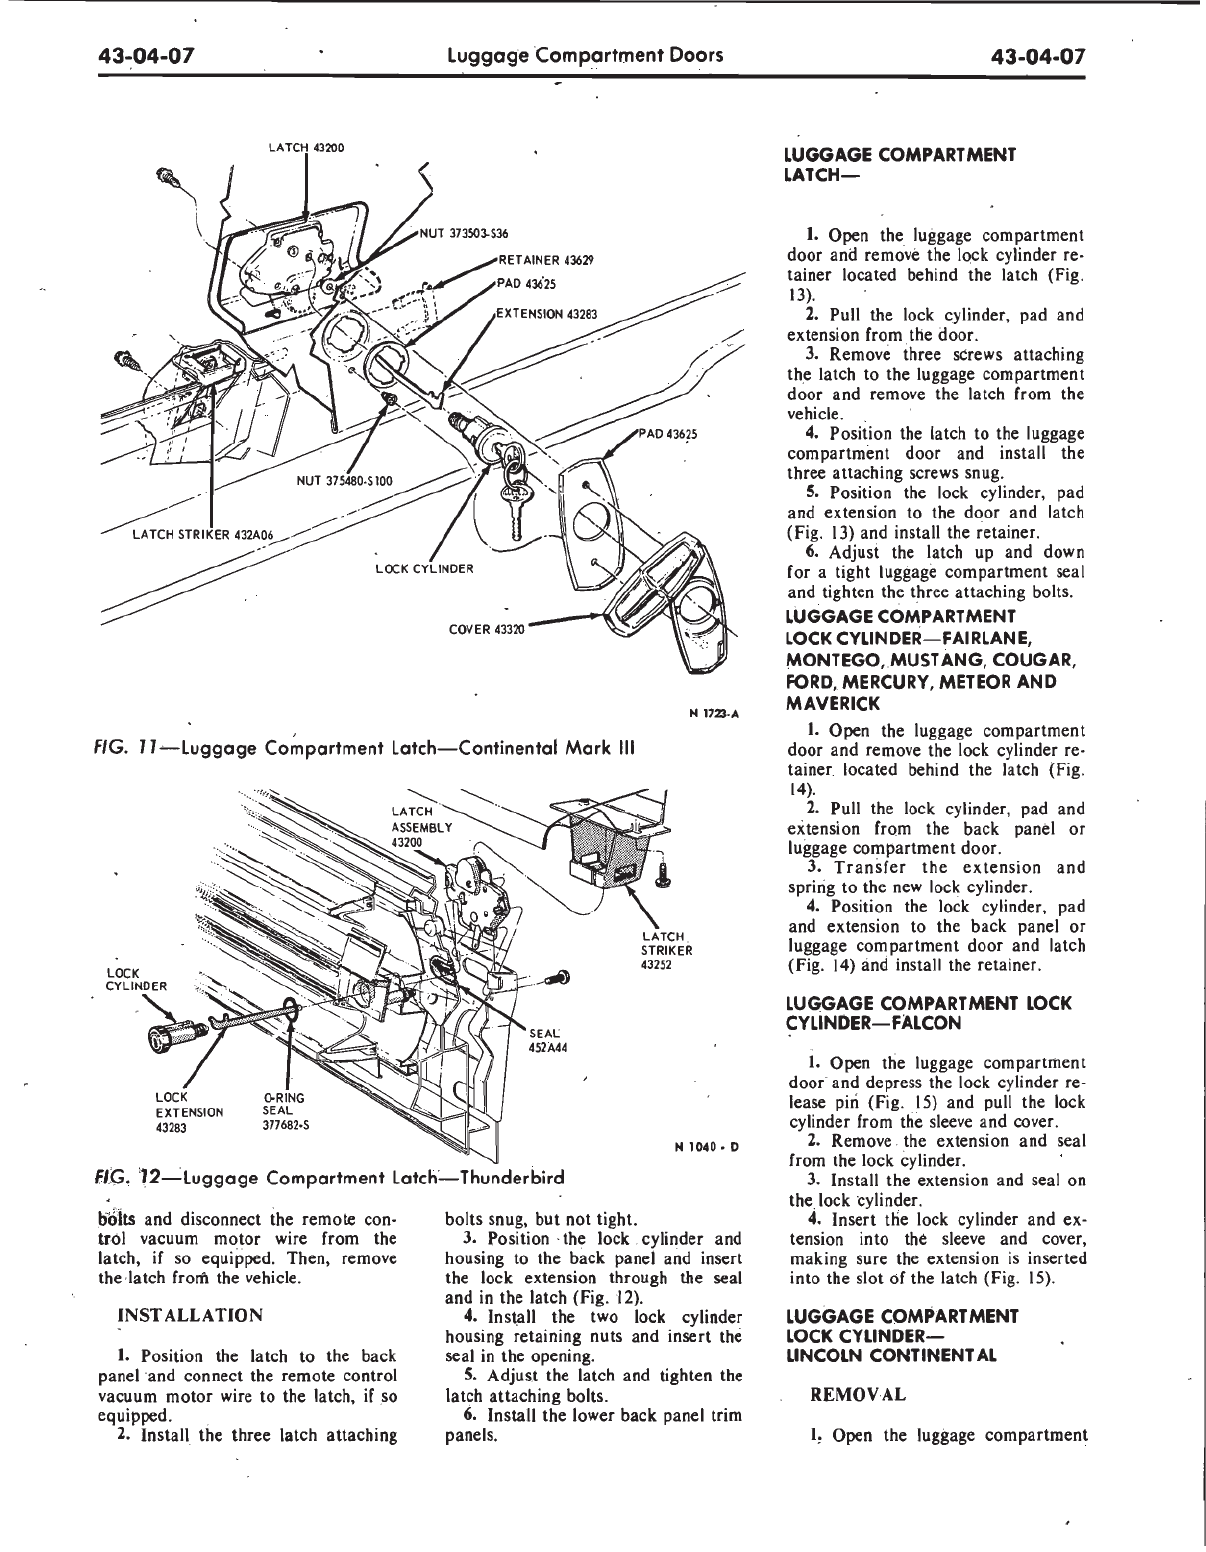 43-04-07
Luggage Compartment Doors
43-04-07
LATCH 43200
NUT 373503-S36
RETAINER 43629
PAD 43625
EXTENSION 43283
PAD 43625
NUT 375480-S100
LATCH STRIKER 432A06
LOCK CYLINDER
COVER 43320
N 1723-A
FIG. 11—Luggage Compartment Latch—Continental Mark III
LATCH
ASSEMBLY
43200
LATCH
STRIKER
43252
LOCK
CYLINDER
SEAL
452A44
LOCK
EXTENSION
43283
O-RING
SEAL
377682-S
N 1040 - D
FIG. 12—Luggage Compartment Latch—Thunderbird
bolts and disconnect the remote con-
trol vacuum motor wire from the
latch, if so equipped. Then, remove
the latch from the vehicle.
INSTALLATION
1. Position the latch to the back
panel and connect the remote control
vacuum motor wire to the latch, if so
equipped.
2. Install the three latch attaching
bolts snug, but not tight.
3. Position the lock cylinder and
housing to the back panel and insert
the lock extension through the seal
and in the latch (Fig. 12).
4. Install the two lock cylinder
housing retaining nuts and insert the
seal in the opening.
5. Adjust the latch and tighten the
latch attaching bolts.
6. Install the lower back panel trim
panels.
LUGGAGE COMPARTMENT
LATCH—
1. Open the luggage compartment
door and remove the lock cylinder re-
tainer located behind the latch (Fig.
13).
2. Pull the lock cylinder, pad and
extension from the door.
3. Remove three screws attaching
the latch to the luggage compartment
door and remove the latch from the
vehicle.
4. Position the latch to the luggage
compartment door and install the
three attaching screws snug.
5. Position the lock cylinder, pad
and extension to the door and latch
(Fig. 13) and install the retainer.
6. Adjust the latch up and down
for a tight luggage compartment seal
and tighten the three attaching bolts.
LUGGAGE COMPARTMENT
LOCK CYLINDER—FAIRLANE,
MONTEGO, MUSTANG, COUGAR,
FORD, MERCURY, METEOR AND
MAVERICK
1. Open the luggage compartment
door and remove the lock cylinder re-
tainer located behind the latch (Fig.
14).
2. Pull the lock cylinder, pad and
extension from the back panel or
luggage compartment door.
3. Transfer the extension and
spring to the new lock cylinder.
4. Position the lock cylinder, pad
and extension to the back panel or
luggage compartment door and latch
(Fig. 14) and install the retainer.
LUGGAGE COMPARTMENT LOCK
CYLINDER—FALCON
1. Open the luggage compartment
door and depress the lock cylinder re-
lease pin (Fig. 15) and pull the lock
cylinder from the sleeve and cover.
2. Remove the extension and seal
from the lock cylinder.
3. Install the extension and seal on
the lock cylinder.
4. Insert the lock cylinder and ex-
tension into the sleeve and cover,
making sure the extension is inserted
into the slot of the latch (Fig. 15).
LUGGAGE COMPARTMENT
LOCK CYLINDER—
LINCOLN CONTINENTAL
REMOVAL
1. Open the luggage compartment